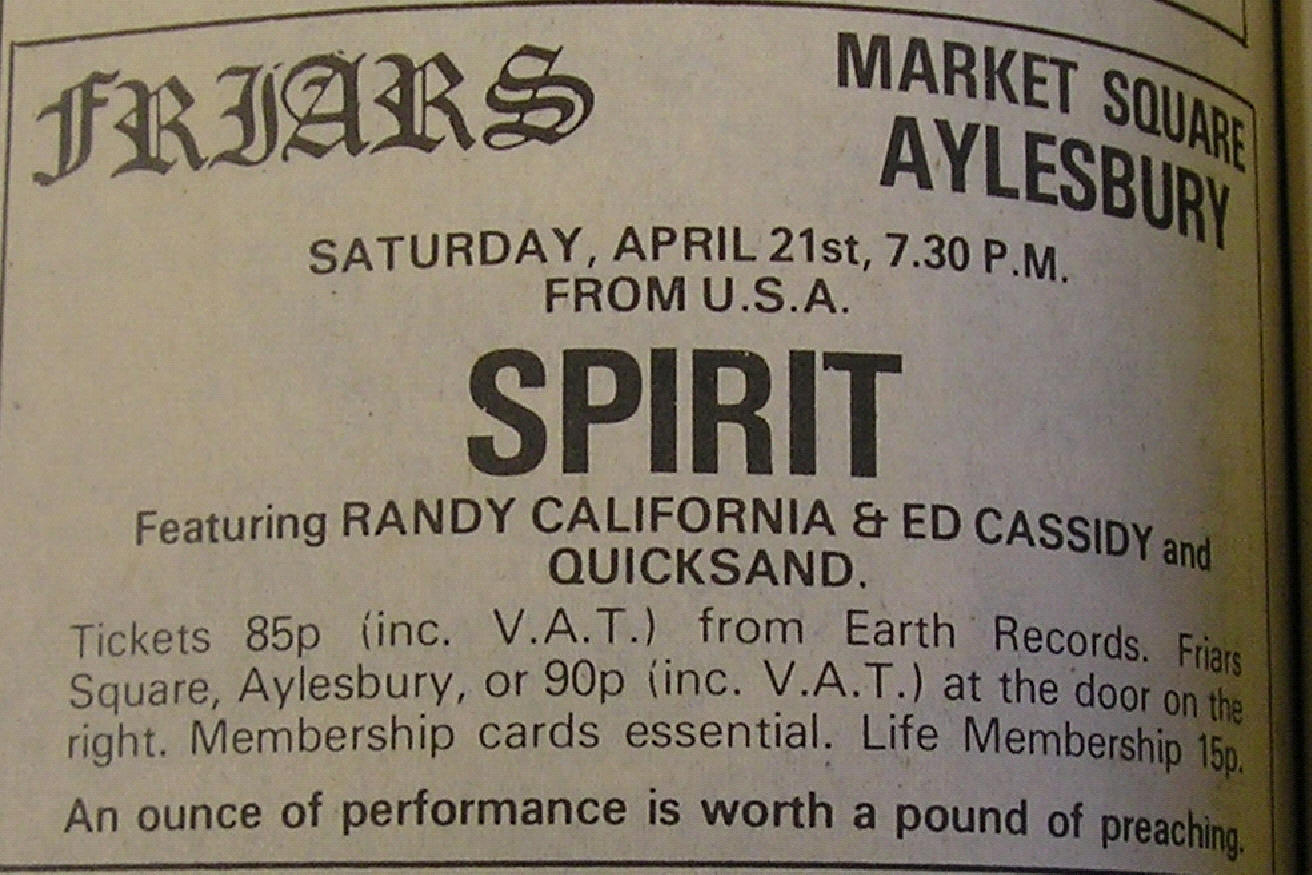 FRIARS
MARKET SQUARE
AYLESBURY
SATURDAY, APRIL 21st, 7.30 P.M.
FROM U.S.A.
SPIRIT
Featuring RANDY CALIFORNIA & ED CASSIDY and
QUICKSAND.
Tickets 85p (inc. V.A.T.) from Earth Records. Friars
Square, Aylesbury, or 90p (inc. V.A.T.) at the door on the
right. Membership cards essential. Life Membership 15p.
An ounce of performance is worth a pound of preaching.